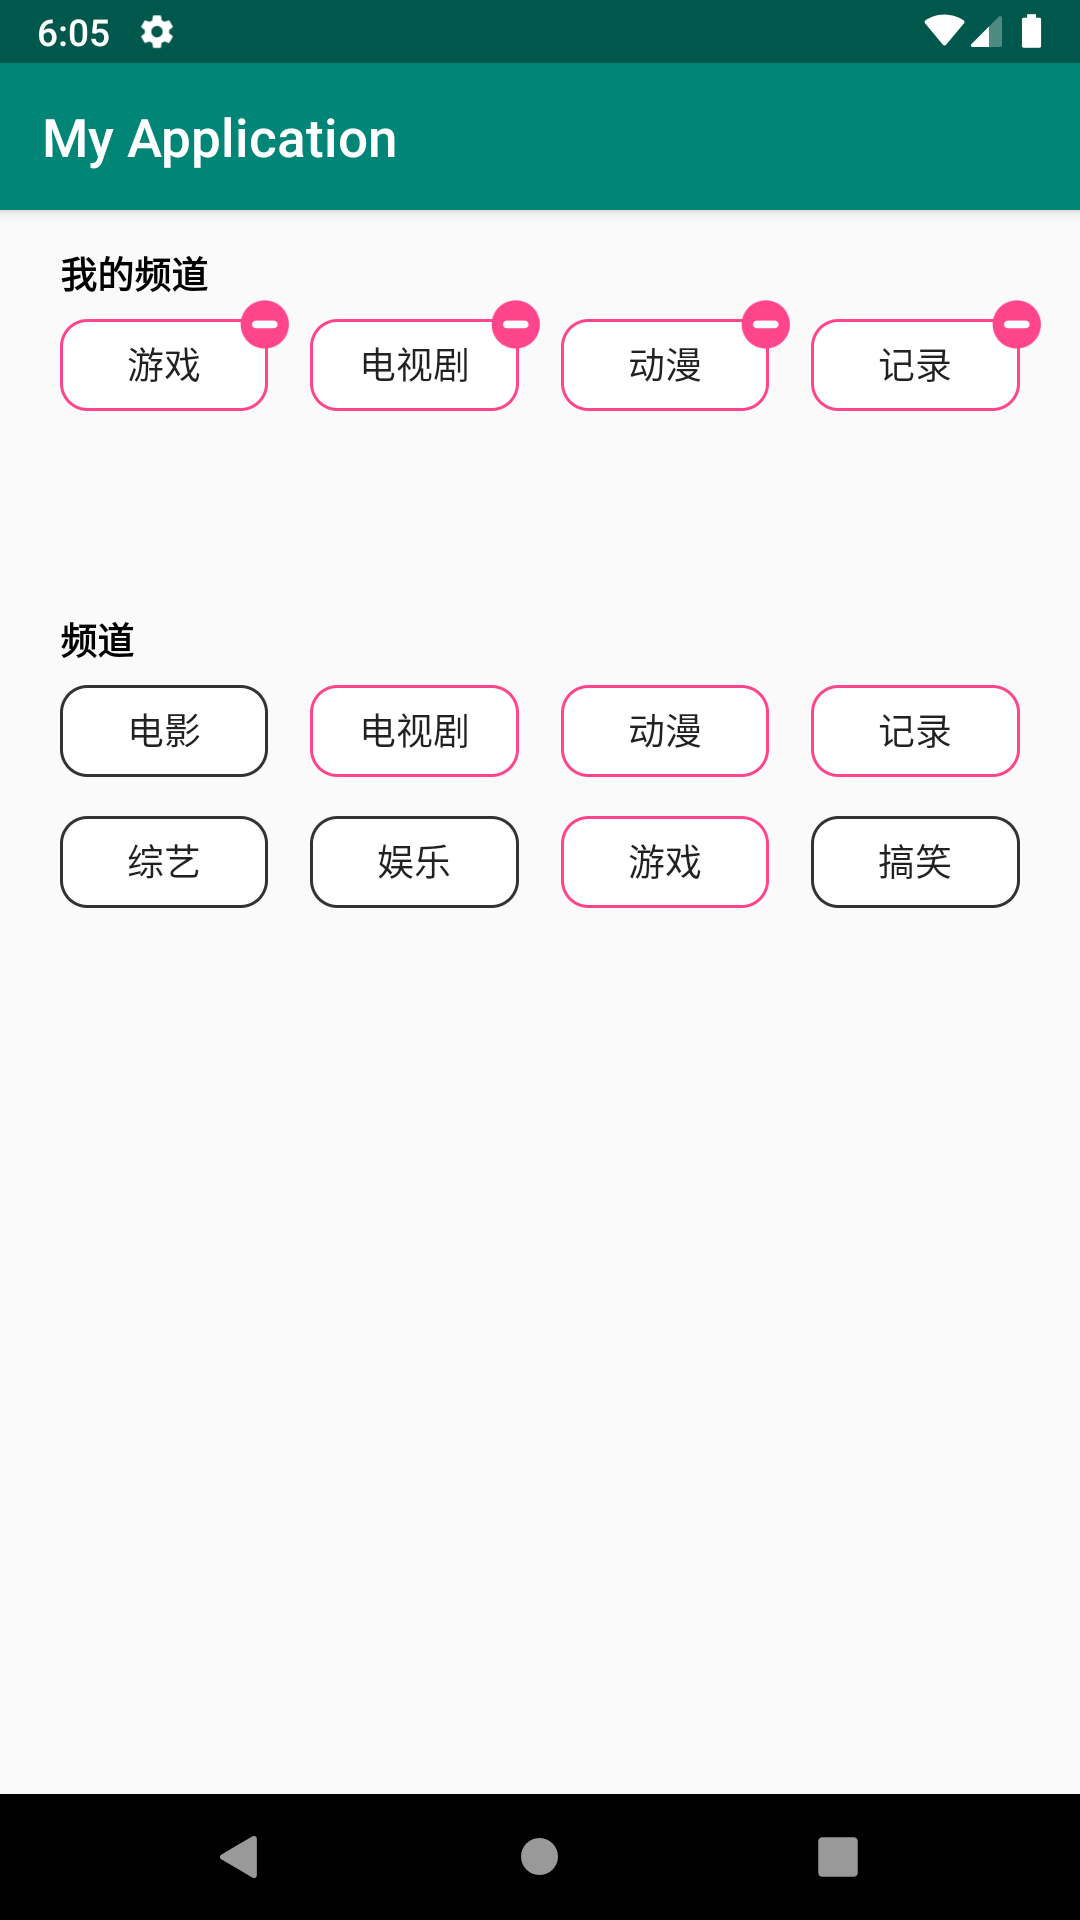 6:05
My Application
我的频道
游戏 电视剧 动漫 记录
频道
电影 电视剧 动漫 记录
综艺 娱乐 游戏 搞笑